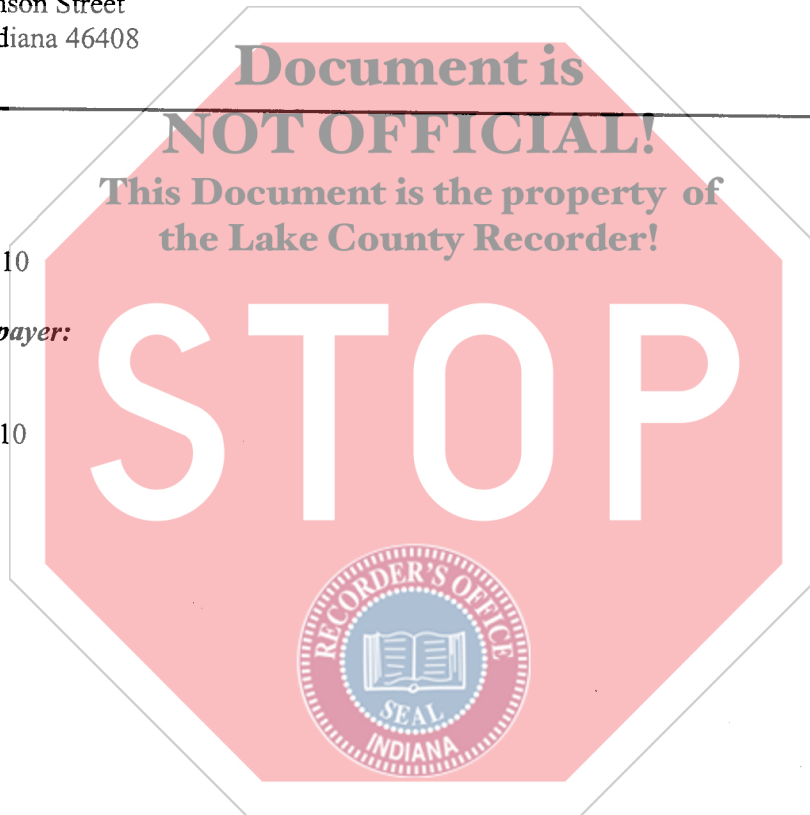 nson Street
diana 46408
Document is
NOT OFFICIAL!
This Document is the property of
the Lake County Recorder!
10
payer:
STOP
10
RECORDER'S OFFICE
SEAL
INDIANA